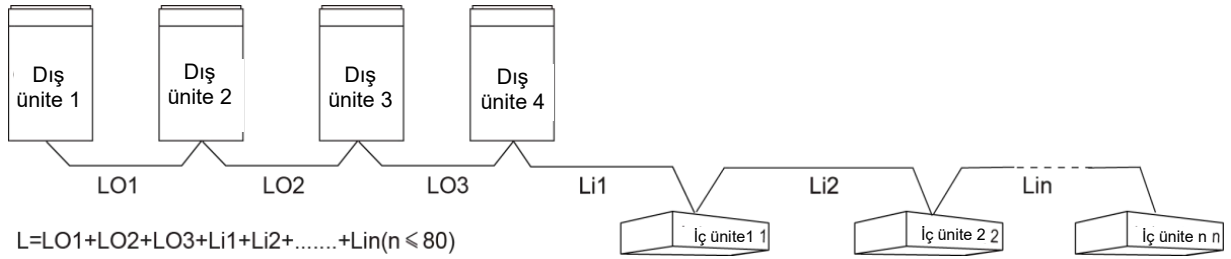 Dış
ünite 1
Dış
ünite 2
Dış
ünite 3
Dış
ünite 4
LO1
LO2
LO3
Li1
Li2
Lin
L=LO1+LO2+LO3+Li1+Li2+.......+Lin(n⩽80)
İç ünite1 1
İç ünite 2 2
İç ünite n n